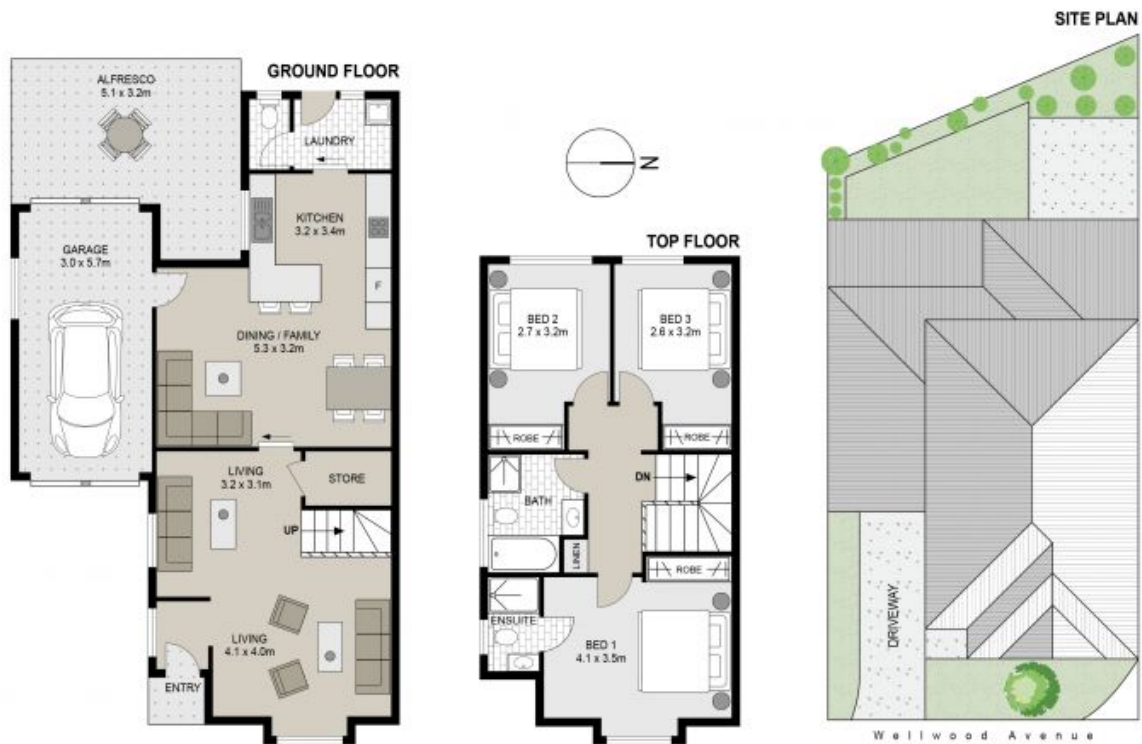 SITE PLAN
GROUND FLOOR
ALFRESCO
5.1 x 3.2m
LAUNDRY
KITCHEN
3.2 x 3.4m
GARAGE
3.0 x 5.7m
F
DINING / FAMILY
5.3 x 3.2m
LIVING
3.2 x 3.1m
STORE
UP
LIVING
4.1 x 4.0m
ENTRY
N
TOP FLOOR
BED 2
2.7 x 3.2m
BED 3
2.6 x 3.2m
ROBE
ROBE
BATH
DN
LINEN
ROBE
ENSUITE
BED 1
4.1 x 3.5m
DRIVEWAY
Wellwood Avenue